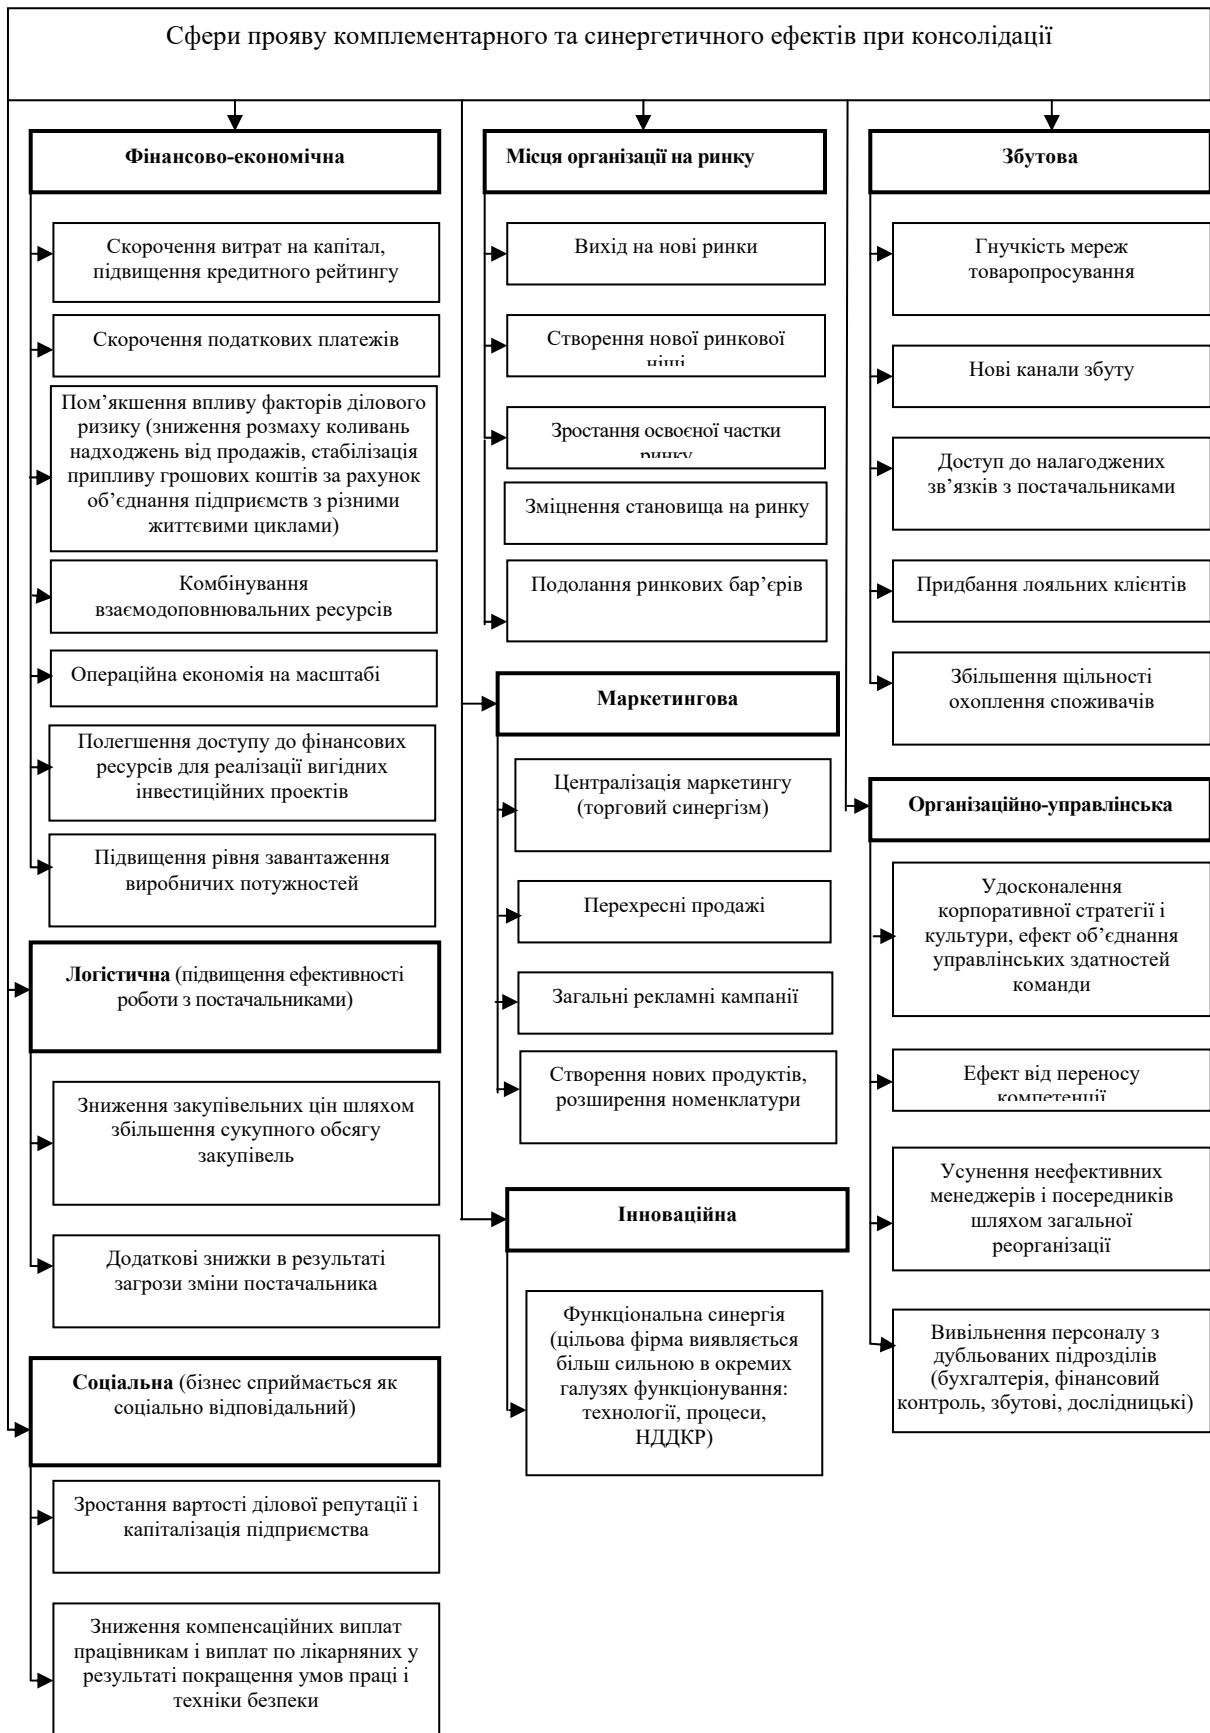 Сфери прояву комплементарного та синергетичного ефектів при консолідації
Фінансово-економічна
Скорочення витрат на капітал,
підвищення кредитного рейтингу
Скорочення податкових платежів
Пом’якшення впливу факторів ділового
ризику (зниження розмаху коливань
надходжень від продажів, стабілізація
припливу грошових коштів за рахунок
об’єднання підприємств з різними
життєвими циклами)
Комбінування
взаємодоповнювальних ресурсів
Операційна економія на масштабі
Полегшення доступу до фінансових
ресурсів для реалізації вигідних
інвестиційних проектів
Підвищення рівня завантаження
виробничих потужностей
Логістична (підвищення ефективності
роботи з постачальниками)
Зниження закупівельних цін шляхом
збільшення сукупного обсягу
закупівель
Додаткові знижки в результаті
загрози зміни постачальника
Соціальна (бізнес сприймається як
соціально відповідальний)
Зростання вартості ділової репутації і
капіталізація підприємства
Зниження компенсаційних виплат
працівникам і виплат по лікарняних у
результаті покращення умов праці і
техніки безпеки
Місця організації на ринку
Вихід на нові ринки
Створення нової ринкової
ніші
Зростання освоєної частки
ринку
Зміцнення становища на ринку
Подолання ринкових бар’єрів
Маркетингова
Централізація маркетингу
(торговий синергізм)
Перехресні продажі
Загальні рекламні кампанії
Створення нових продуктів,
розширення номенклатури
Інноваційна
Функціональна синергія
(цільова фірма виявляється
більш сильною в окремих
галузях функціонування:
технології, процеси,
НДДКР)
Збутова
Гнучкість мереж
товаропросування
Нові канали збуту
Доступ до налагоджених
зв’язків з постачальниками
Придбання лояльних клієнтів
Збільшення щільності
охоплення споживачів
Організаційно-управлінська
Удосконалення
корпоративної стратегії і
культури, ефект об’єднання
управлінських здатностей
команди
Ефект від переносу
компетенції
Усунення неефективних
менеджерів і посередників
шляхом загальної
реорганізації
Вивільнення персоналу з
дубльованих підрозділів
(бухгалтерія, фінансовий
контроль, збутові, дослідницькі)